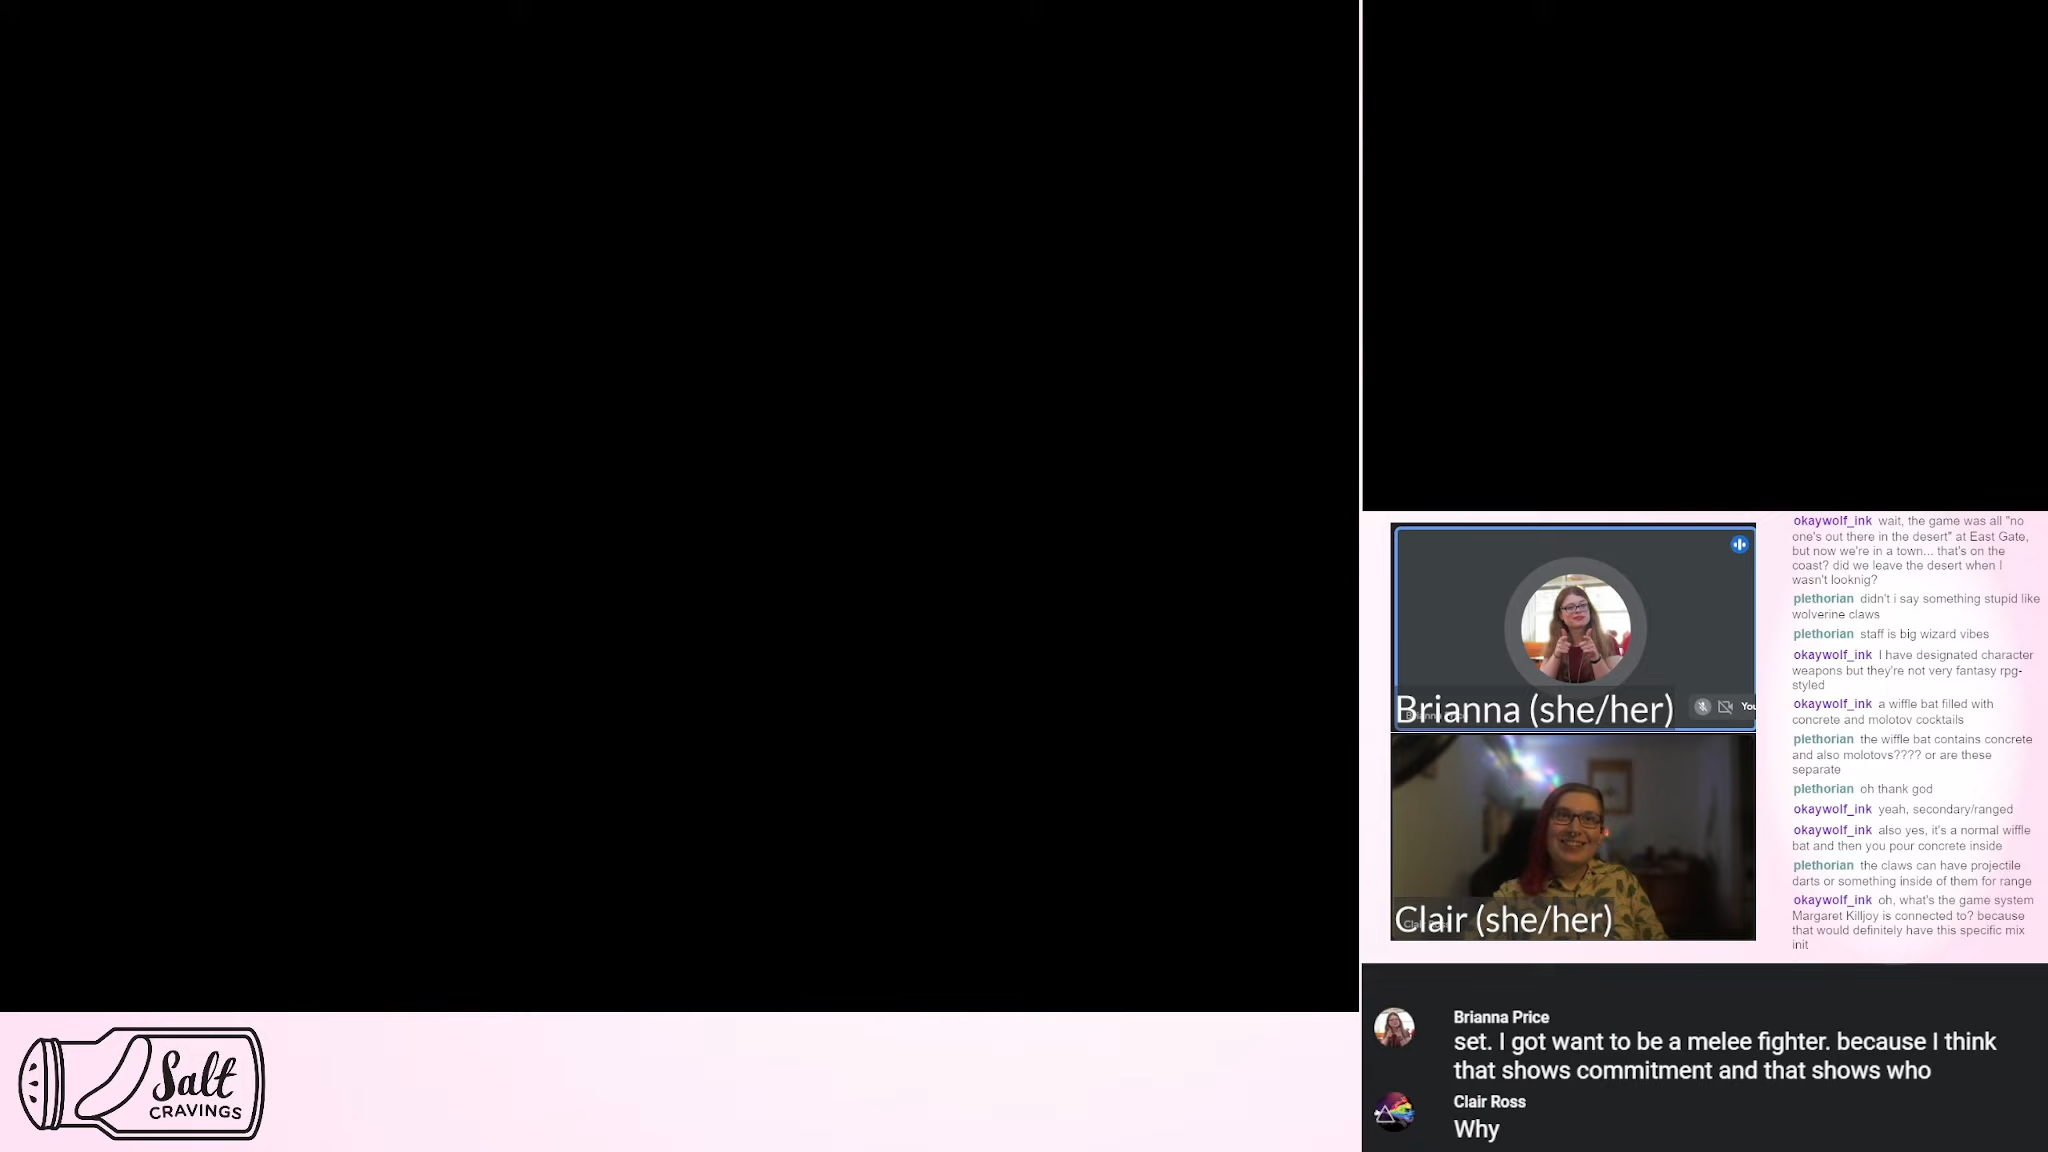 okaywolf_ink wait, the game was all "no
one's out there in the desert" at East Gate,
but now we're in a town... that's on the
coast? did we leave the desert when I
wasn't looknig?
plethorian didn't i say something stupid like
wolverine claws
plethorian staff is big wizard vibes
okaywolf_ink I have designated character
weapons but they're not very fantasy rpg-
styled
okaywolf_ink a wiffle bat filled with
concrete and molotov cocktails
plethorian the wiffle bat contains concrete
and also molotovs???? or are these
separate
plethorian oh thank god
okaywolf_ink yeah, secondary/ranged
okaywolf_ink also yes, it's a normal wiffle
bat and then you pour concrete inside
plethorian the claws can have projectile
darts or something inside of them for range
okaywolf_ink oh, what's the game system
Margaret Killjoy is connected to? because
that would definitely have this specific mix
init
Brianna (she/her)
You
Clair (she/her)
Brianna Price
set. I got want to be a melee fighter. because I think
that shows commitment and that shows who
Clair Ross
Why
Salt
CRAVINGS